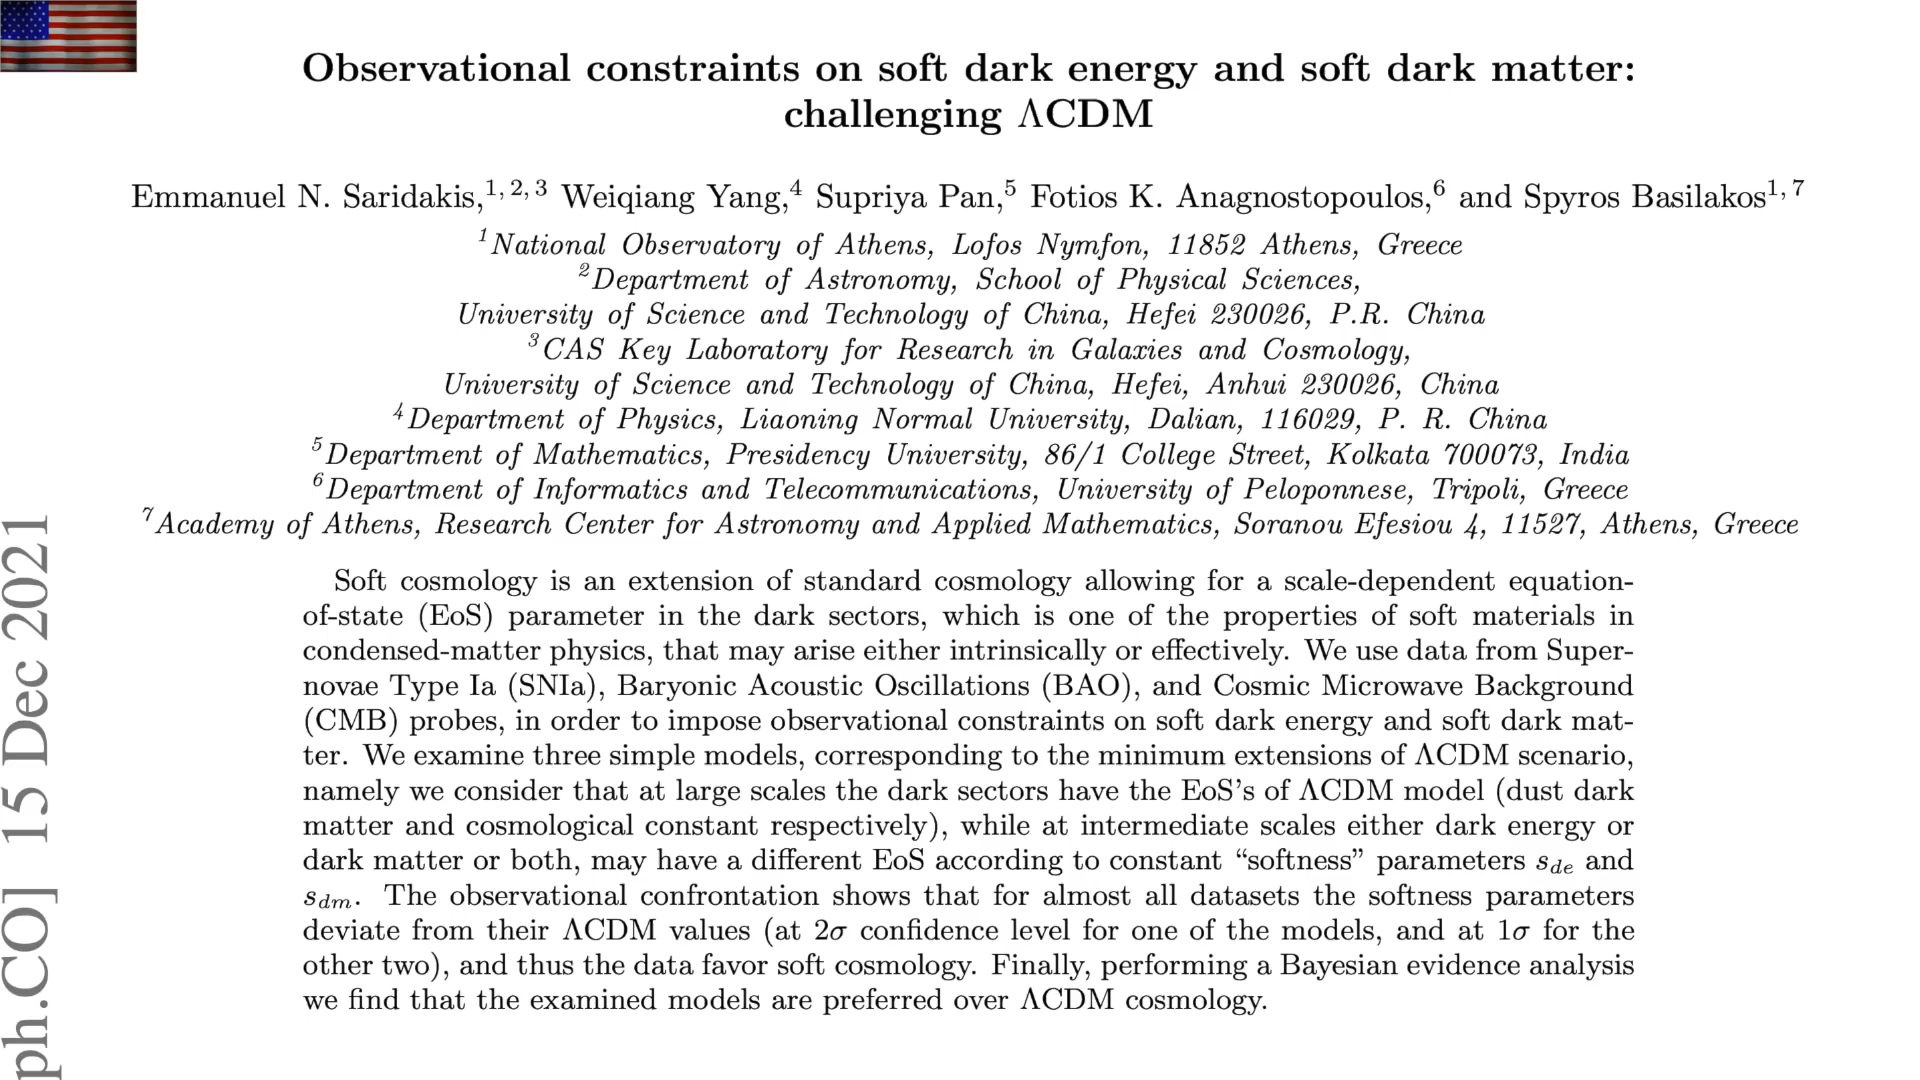 Observational constraints on soft dark energy and soft dark matter:
challenging ΛCDM
Emmanuel N. Saridakis,1, 2, 3 Weiqiang Yang,4 Supriya Pan,5 Fotios K. Anagnostopoulos,6 and Spyros Basilakos1, 7
1National Observatory of Athens, Lofos Nymfon, 11852 Athens, Greece
2Department of Astronomy, School of Physical Sciences,
University of Science and Technology of China, Hefei 230026, P.R. China
3CAS Key Laboratory for Research in Galaxies and Cosmology,
University of Science and Technology of China, Hefei, Anhui 230026, China
4Department of Physics, Liaoning Normal University, Dalian, 116029, P. R. China
5Department of Mathematics, Presidency University, 86/1 College Street, Kolkata 700073, India
6Department of Informatics and Telecommunications, University of Peloponnese, Tripoli, Greece
7Academy of Athens, Research Center for Astronomy and Applied Mathematics, Soranou Efesiou 4, 11527, Athens, Greece
Soft cosmology is an extension of standard cosmology allowing for a scale-dependent equation-
of-state (EoS) parameter in the dark sectors, which is one of the properties of soft materials in
condensed-matter physics, that may arise either intrinsically or effectively. We use data from Super-
novae Type Ia (SNIa), Baryonic Acoustic Oscillations (BAO), and Cosmic Microwave Background
(CMB) probes, in order to impose observational constraints on soft dark energy and soft dark mat-
ter. We examine three simple models, corresponding to the minimum extensions of ΛCDM scenario,
namely we consider that at large scales the dark sectors have the EoS's of ΛCDM model (dust dark
matter and cosmological constant respectively), while at intermediate scales either dark energy or
dark matter or both, may have a different EoS according to constant “softness” parameters sde and
sdm. The observational confrontation shows that for almost all datasets the softness parameters
deviate from their ΛCDM values (at 2σ confidence level for one of the models, and at 1σ for the
other two), and thus the data favor soft cosmology. Finally, performing a Bayesian evidence analysis
we find that the examined models are preferred over ΛCDM cosmology.
ph.CO] 15 Dec 2021